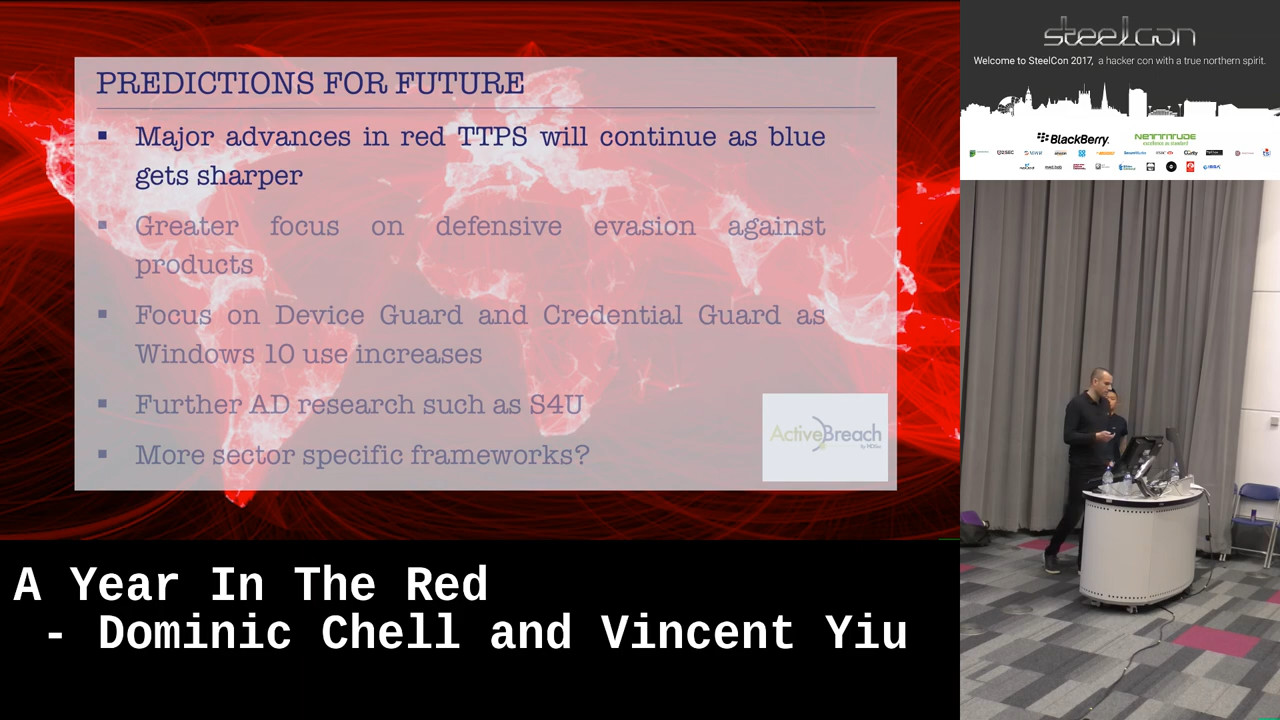 PREDICTIONS FOR FUTURE
▪ Major advances in red TTPS will continue as blue
gets sharper
▪ Greater focus on defensive evasion against
products
▪ Focus on Device Guard and Credential Guard as
Windows 10 use increases
▪ Further AD research such as S4U
▪ More sector specific frameworks?
ActiveBreach
A Year In The Red
- Dominic Chell and Vincent Yiu
steelcon
Welcome to SteelCon 2017, a hacker con with a true northern spirit.
BlackBerry
NETTITUDE